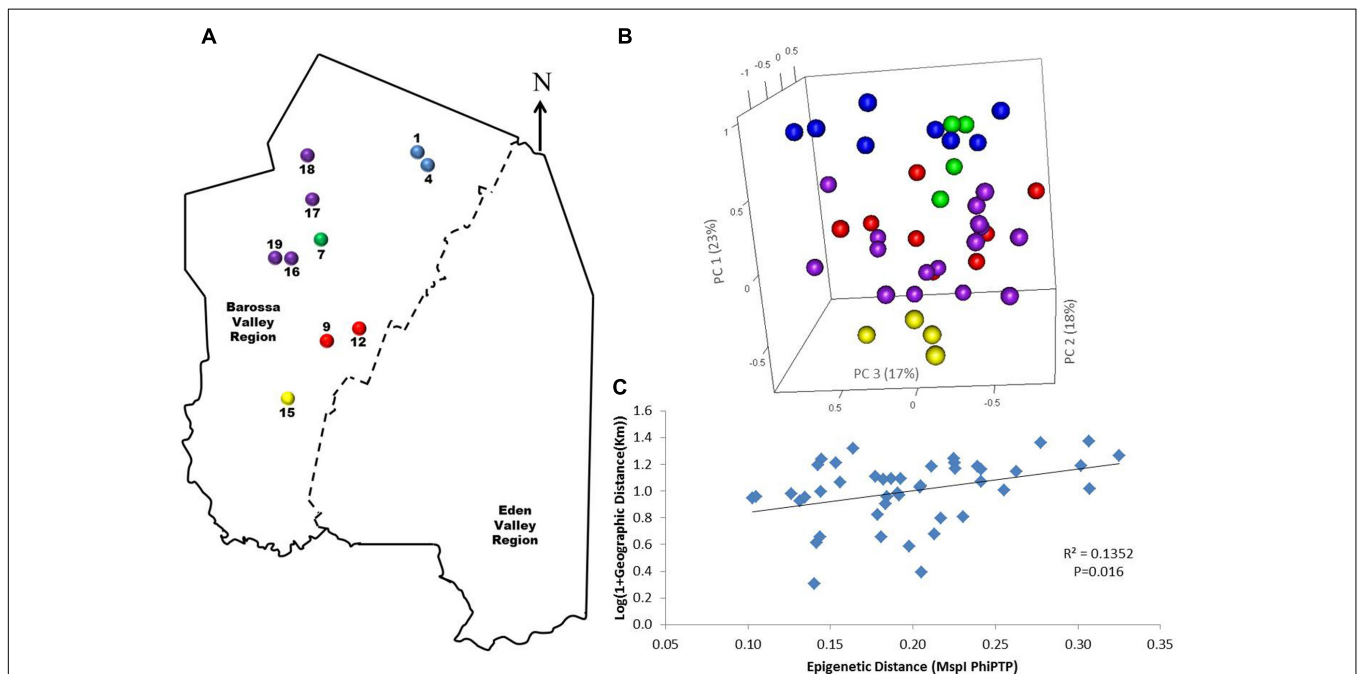 A
N
1
4
18
17
7
19
16
Barossa
Valley
Region
9
12
15
Eden
Valley
Region
B
-1
-0.5
0
0.5
1
0.5
0
-0.5
PC 1 (23%)
PC 2 (18%)
PC 3 (17%)
0.5
0
-0.5
C
1.6
1.4
1.2
1.0
0.8
0.6
0.4
0.2
0.0
Log(1+Geographic Distance(Km))
R² = 0.1352
P=0.016
0.05
0.10
0.15
0.20
0.25
0.30
0.35
Epigenetic Distance (MspI PhiPTP)